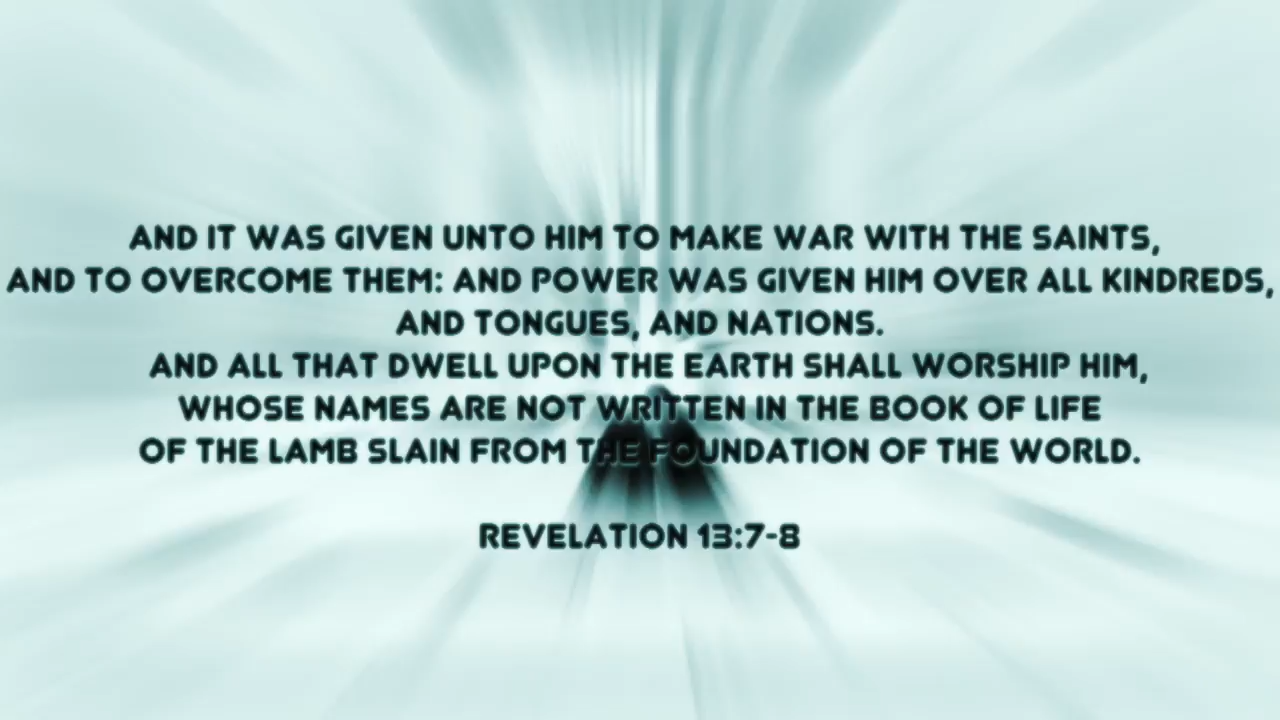 AND IT WAS GIVEN UNTO HIM TO MAKE WAR WITH THE SAINTS,
AND TO OVERCOME THEM: AND POWER WAS GIVEN HIM OVER ALL KINDREDS,
AND TONGUES, AND NATIONS.
AND ALL THAT DWELL UPON THE EARTH SHALL WORSHIP HIM,
WHOSE NAMES ARE NOT WRITTEN IN THE BOOK OF LIFE
OF THE LAMB SLAIN FROM THE FOUNDATION OF THE WORLD.
REVELATION 13:7-8